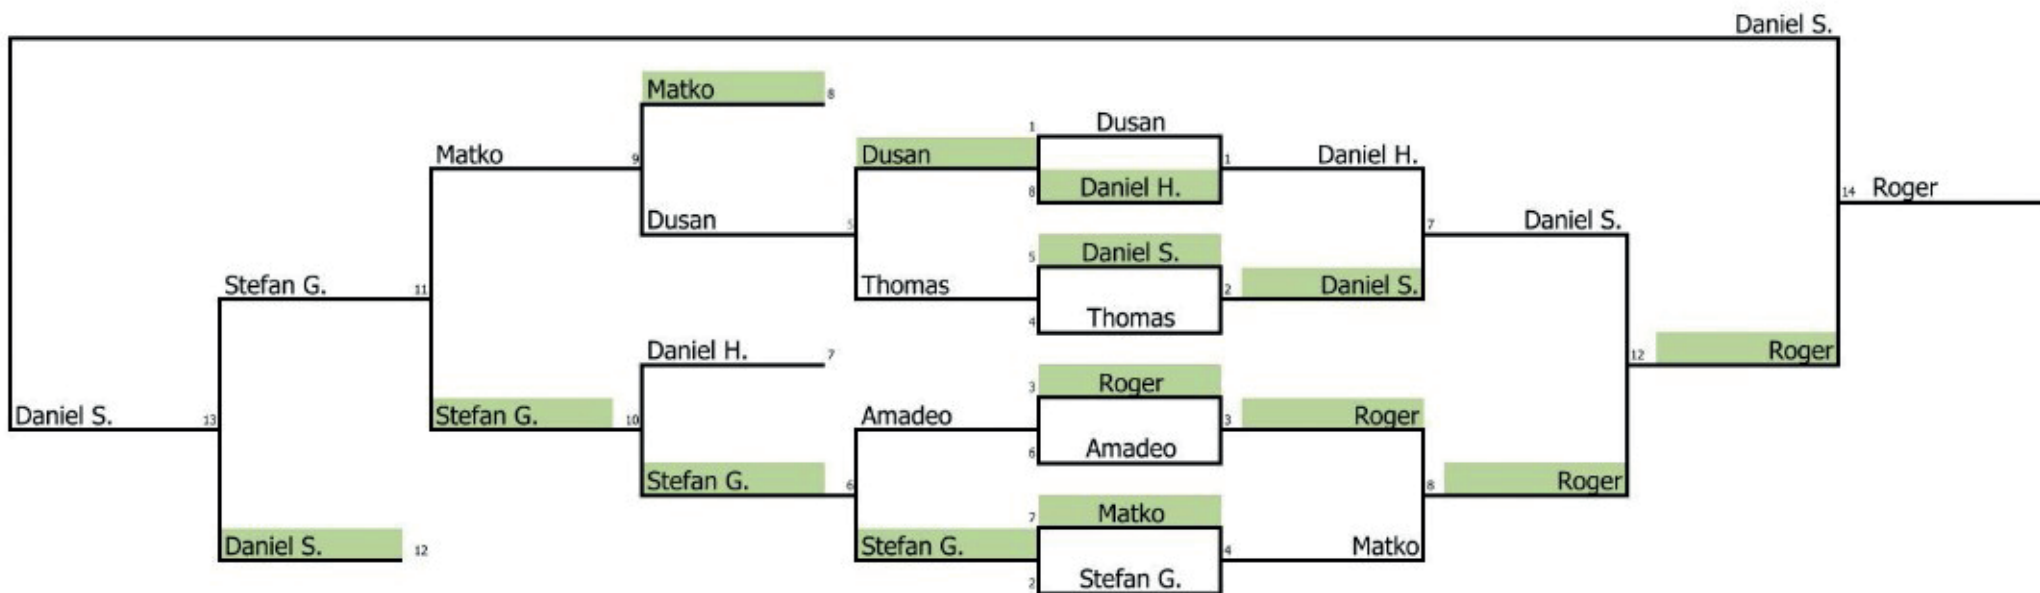 Daniel S.
Matko 8
1 Dusan
Matko 9 Dusan 1 Daniel H.
8 Daniel H. 14 Roger
Dusan 5 7 Daniel S.
5 Daniel S.
Stefan G. 11 Thomas 2 Daniel S.
4 Thomas
Daniel H. 7 12 Roger
3 Roger
Daniel S. 13 Stefan G. 10 Amadeo 3 Roger
6 Amadeo
Stefan G. 6 8 Roger
7 Matko
Daniel S. 12 Stefan G. 4 Matko
2 Stefan G.